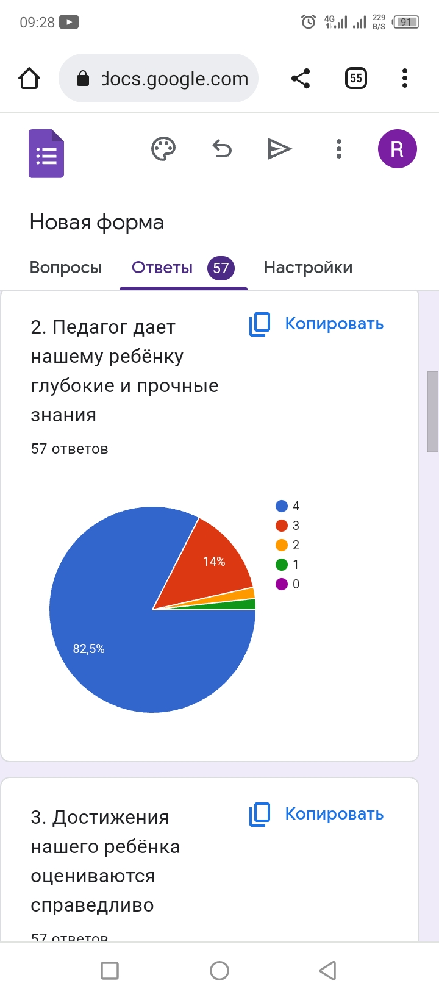 09:28
4G
229
B/S
91
docs.google.com
55
R
Новая форма
Вопросы
Ответы
57
Настройки
2. Педагог дает
нашему ребёнку
глубокие и прочные
знания
Копировать
57 ответов
4
3
2
1
0
14%
82,5%
3. Достижения
нашего ребёнка
оцениваются
справедливо
Копировать
57 ответов